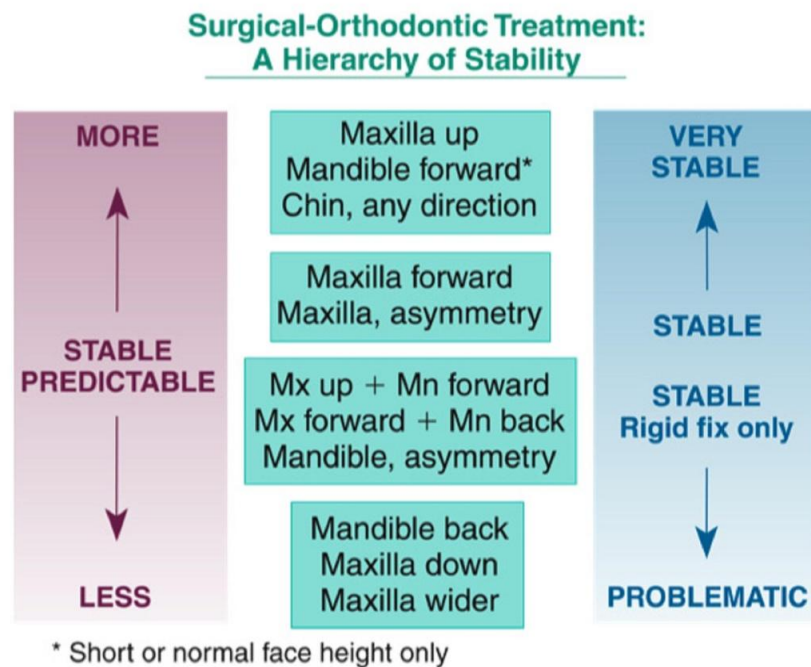 Surgical-Orthodontic Treatment:
A Hierarchy of Stability
MORE
STABLE
PREDICTABLE
LESS
Maxilla up
Mandible forward*
Chin, any direction
Maxilla forward
Maxilla, asymmetry
Mx up + Mn forward
Mx forward + Mn back
Mandible, asymmetry
Mandible back
Maxilla down
Maxilla wider
VERY
STABLE
STABLE
STABLE
Rigid fix only
PROBLEMATIC
* Short or normal face height only